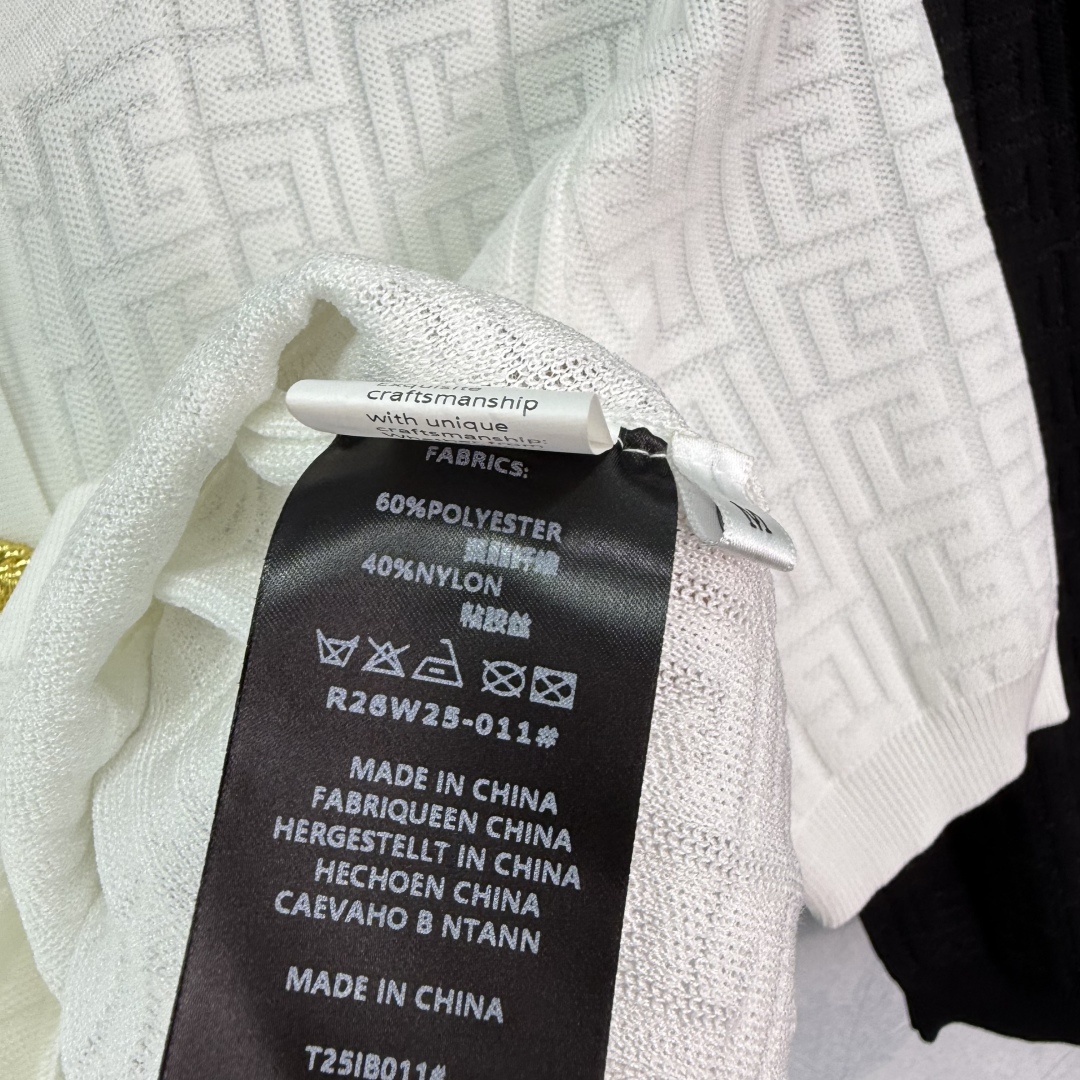 craftsmanship
with unique
craftsmanship:
FABRICS:
60%POLYESTER
40%NYLON
R26W25-011#
MADE IN CHINA
FABRIQUEEN CHINA
HERGESTELLT IN CHINA
HECHOEN CHINA
CAEVAHO B NTANN
MADE IN CHINA
T25IB011#
M